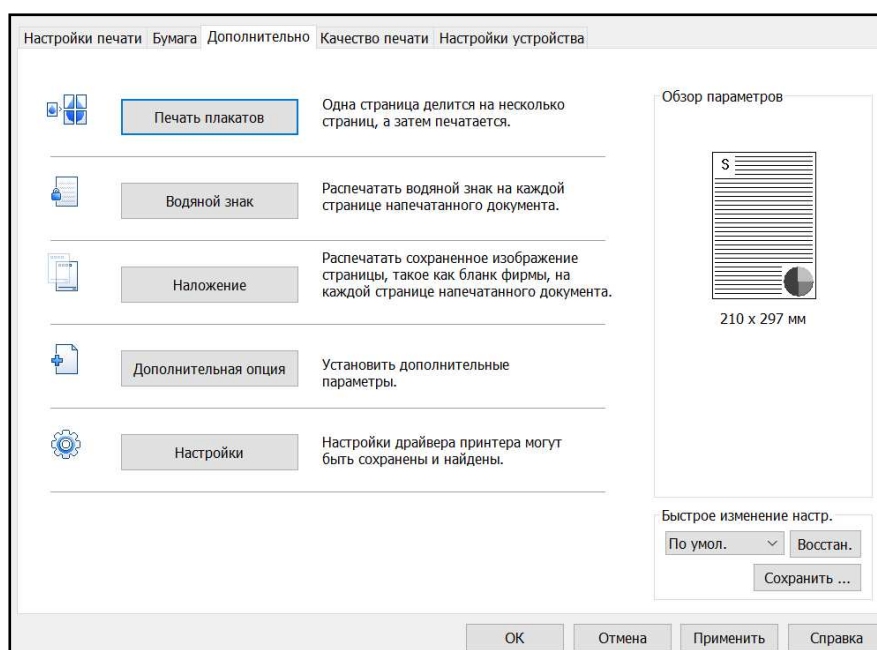 Настройки печати Бумага Дополнительно Качество печати Настройки устройства
Печать плакатов
Одна страница делится на несколько
страниц, а затем печатается.
Водяной знак
Распечатать водяной знак на каждой
странице напечатанного документа.
Наложение
Распечатать сохраненное изображение
страницы, такое как бланк фирмы, на
каждой странице напечатанного документа.
Дополнительная опция
Установить дополнительные
параметры.
Настройки
Настройки драйвера принтера могут
быть сохранены и найдены.
Обзор параметров
S
210 x 297 мм
Быстрое изменение настр.
По умол. Восстан.
Сохранить ...
ОК Отмена Применить Справка